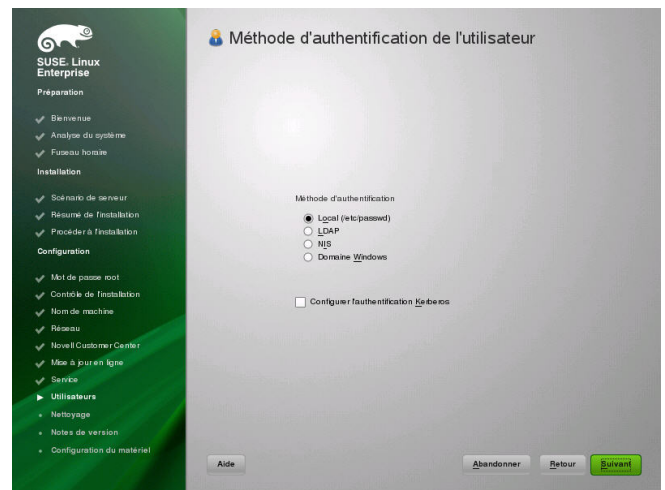 SUSE. Linux
Enterprise
Préparation
Bienvenue
Analyse du système
Fuseau horaire
Installation
Scénario de serveur
Résumé de l'installation
Procéder à l'installation
Configuration
Mot de passe root
Contrôle de l'installation
Nom de machine
Réseau
Novell Customer Center
Mise à jour en ligne
Service
Utilisateurs
Nettoyage
Notes de version
Configuration du matériel
Méthode d'authentification de l'utilisateur
Méthode d'authentification
Local (/etc/passwd)
LDAP
NIS
Domaine Windows
Configurer l'authentification Kerberos
Aide
Abandonner
Retour
Suivant